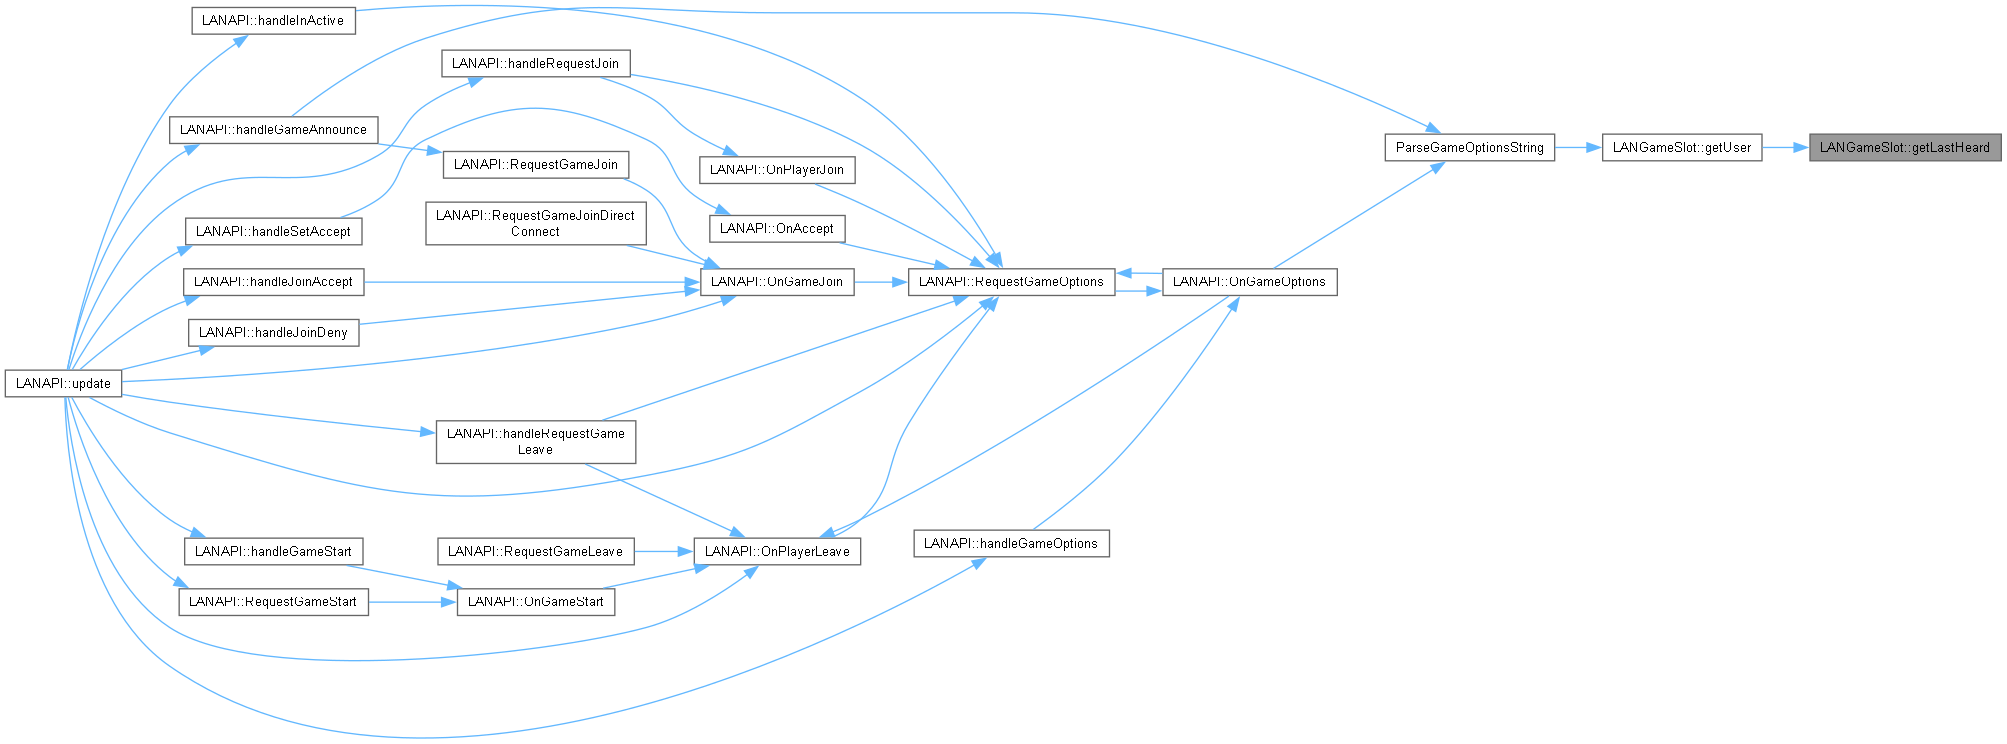 LANAPI::handleInActive
LANAPI::handleRequestJoin
LANAPI::handleGameAnnounce
ParseGameOptionsString
LANGameSlot::getUser
LANGameSlot::getLastHeard
LANAPI::RequestGameJoin
LANAPI::OnPlayerJoin
LANAPI::RequestGameJoinDirect
Connect
LANAPI::handleSetAccept
LANAPI::OnAccept
LANAPI::handleJoinAccept
LANAPI::OnGameJoin
LANAPI::RequestGameOptions
LANAPI::OnGameOptions
LANAPI::handleJoinDeny
LANAPI::update
LANAPI::handleRequestGame
Leave
LANAPI::handleGameStart
LANAPI::RequestGameLeave
LANAPI::OnPlayerLeave
LANAPI::handleGameOptions
LANAPI::RequestGameStart
LANAPI::OnGameStart